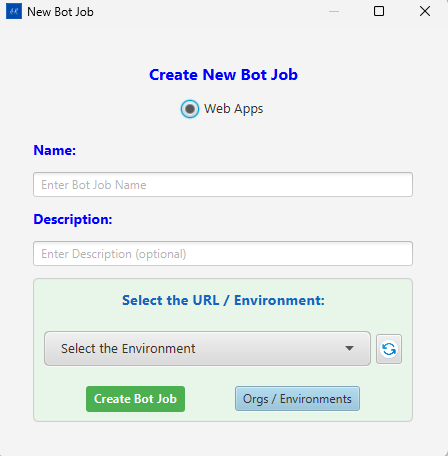 New Bot Job
Create New Bot Job
Web Apps
Name:
Enter Bot Job Name
Description:
Enter Description (optional)
Select the URL / Environment:
Select the Environment
Create Bot Job
Orgs / Environments